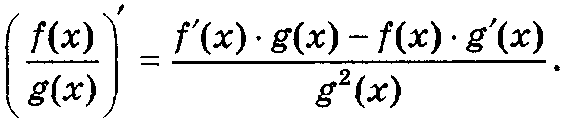 (f(x)/g(x))′ = (f′(x) · g(x) − f(x) · g′(x))/g²(x).